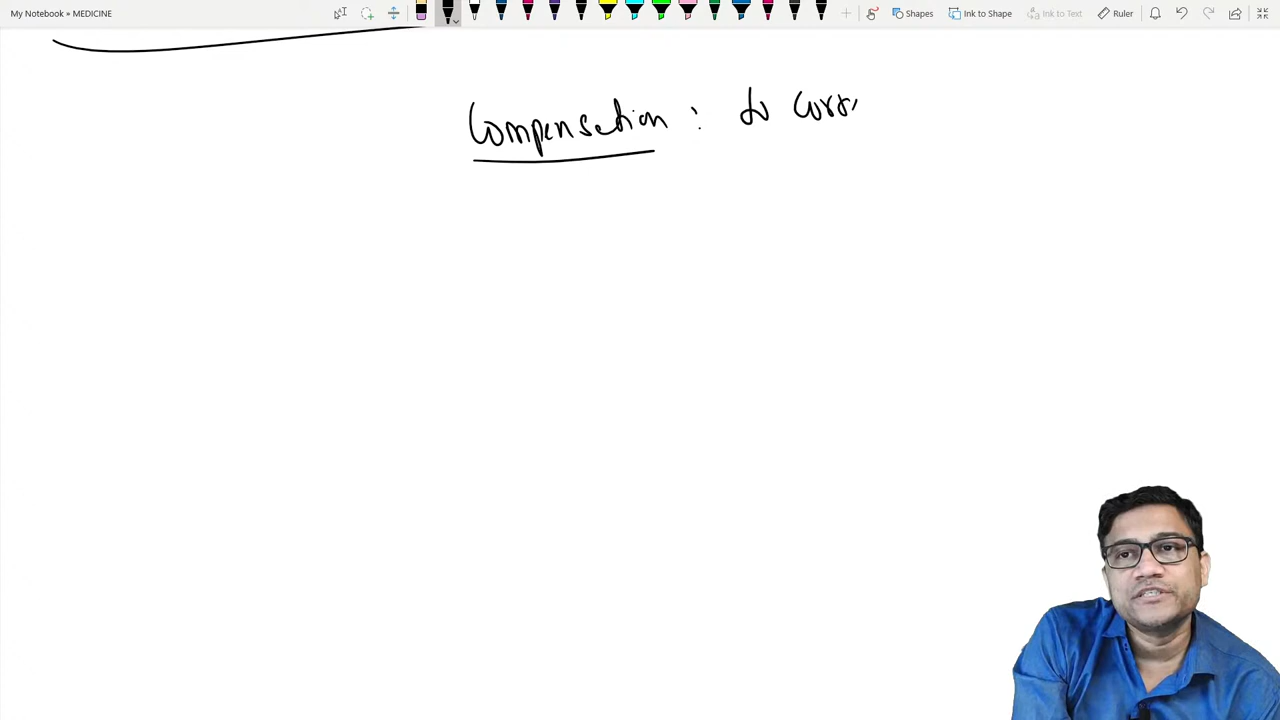 My Notebook » MEDICINE
Shapes Ink to Shape Ink to Text Ruler
Compensation : to